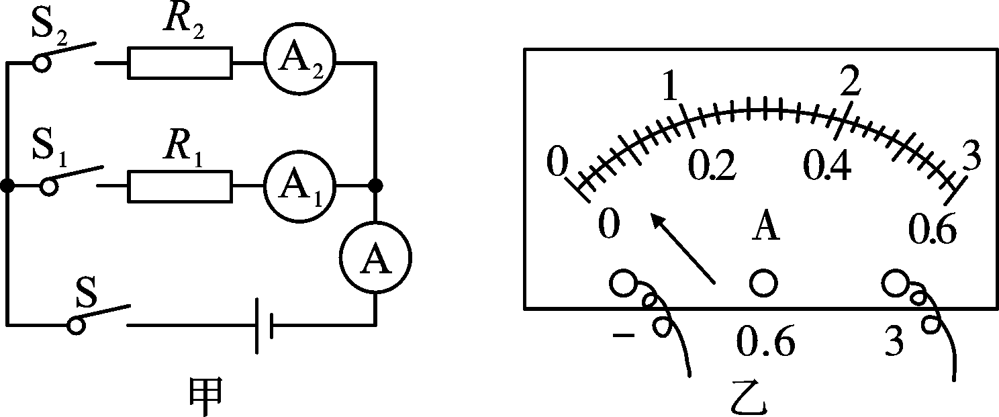 S2 R2 A2
S1 R1 A1
A
S
甲
0 1 2 3
0 0.2 0.4 0.6
A
- 0.6 3
乙